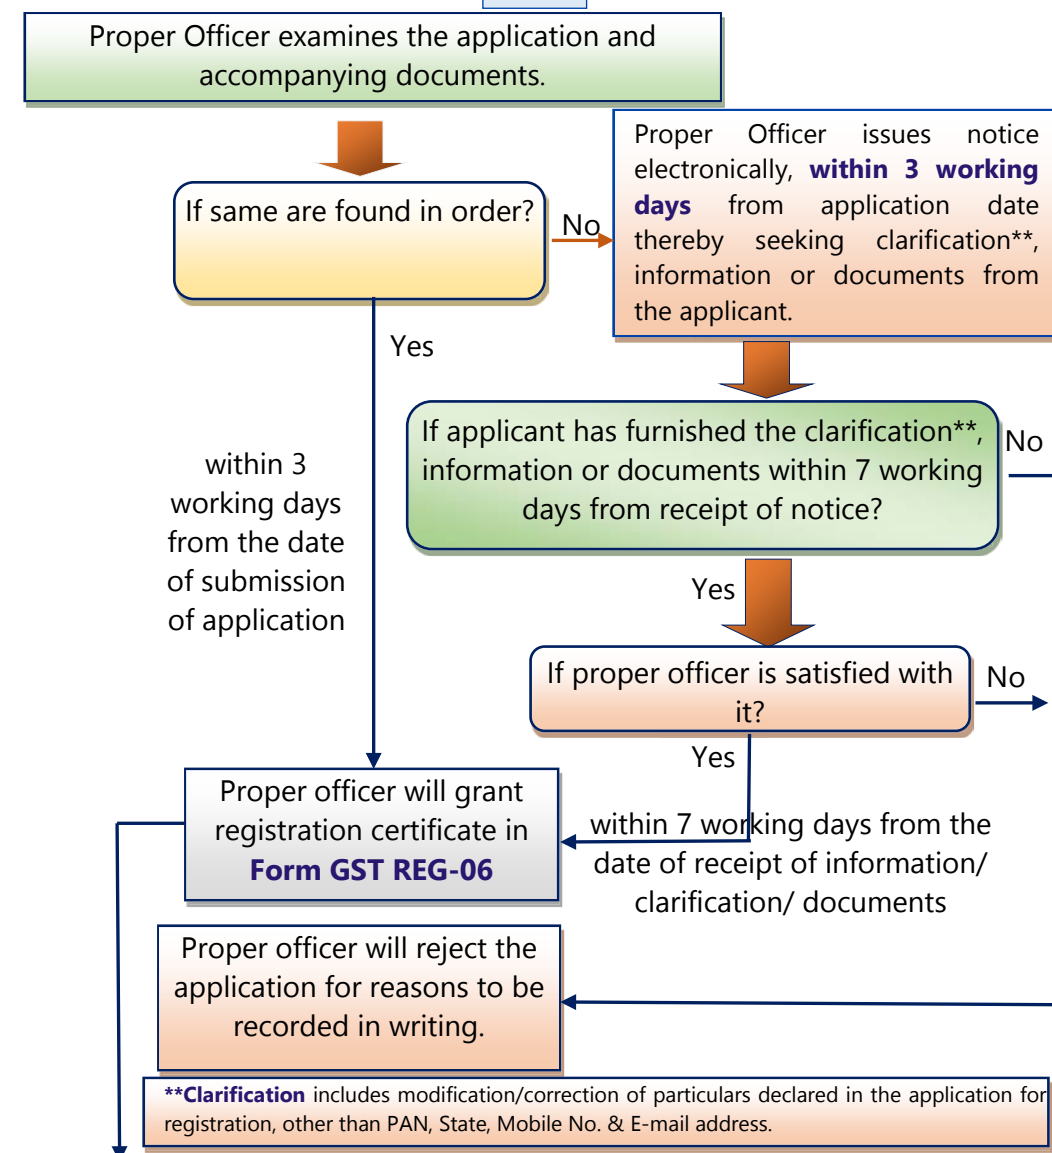 Proper Officer examines the application and
accompanying documents.
Proper Officer issues notice
electronically, within 3 working
days from application date
thereby seeking clarification**,
information or documents from
the applicant.
If same are found in order?
No
Yes
If applicant has furnished the clarification**,
information or documents within 7 working
days from receipt of notice?
No
within 3
working days
from the date
of submission
of application
Yes
If proper officer is satisfied with
it?
No
Yes
Proper officer will grant
registration certificate in
Form GST REG-06
within 7 working days from the
date of receipt of information/
clarification/ documents
Proper officer will reject the
application for reasons to be
recorded in writing.
**Clarification includes modification/correction of particulars declared in the application for
registration, other than PAN, State, Mobile No. & E-mail address.